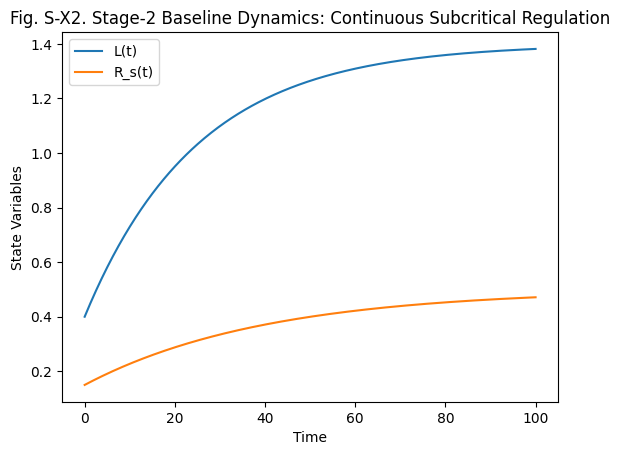 Fig. S-X2. Stage-2 Baseline Dynamics: Continuous Subcritical Regulation
L(t)
R_s(t)
State Variables
1.4
1.2
1.0
0.8
0.6
0.4
0.2
0 20 40 60 80 100
Time